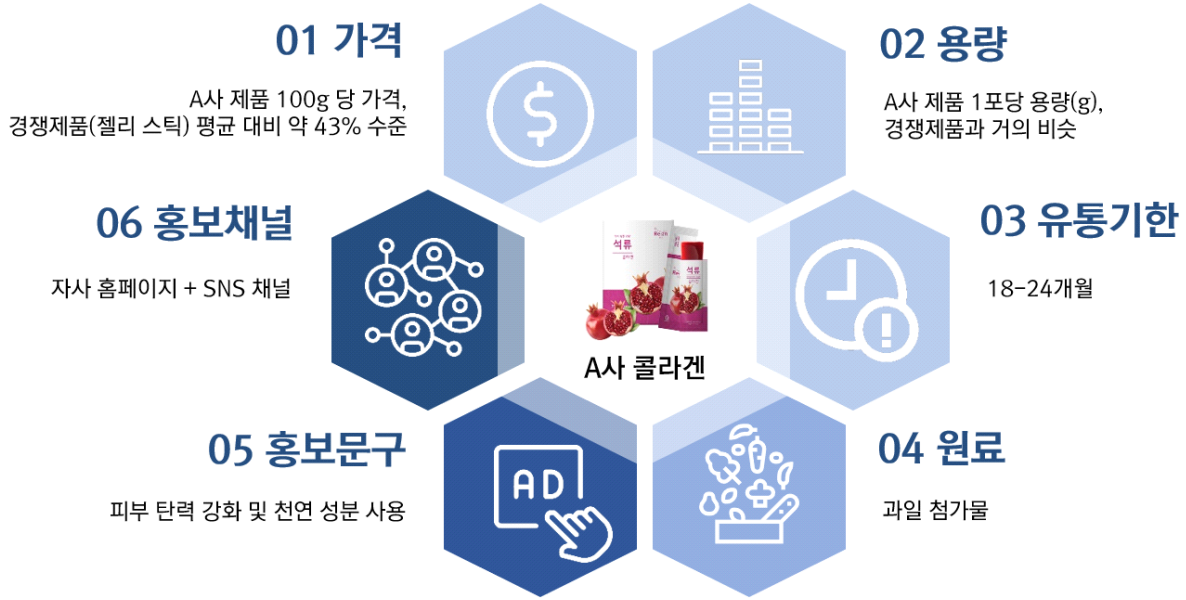 01 가격
A사 제품 100g 당 가격,
경쟁제품(젤리 스틱) 평균 대비 약 43% 수준
02 용량
A사 제품 1포당 용량(g),
경쟁제품과 거의 비슷
03 유통기한
18-24개월
04 원료
과일 첨가물
05 홍보문구
피부 탄력 강화 및 천연 성분 사용
AD
06 홍보채널
자사 홈페이지 + SNS 채널
석류
석류
A사 콜라겐